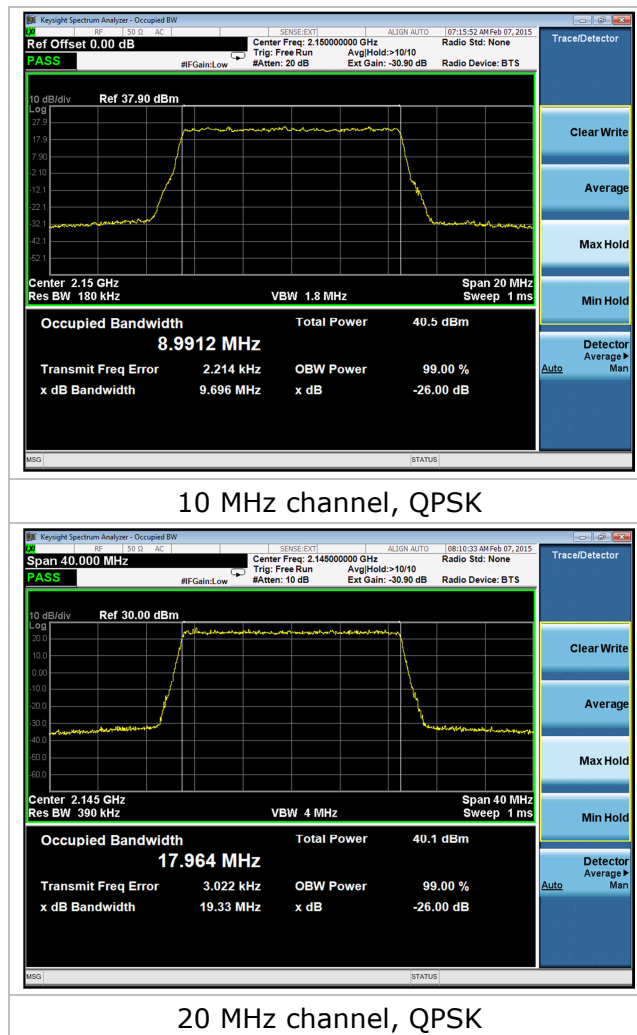 Keysight Spectrum Analyzer - Occupied BW
RF 50 Ω AC SENSE:EXT ALIGN AUTO 07:15:52 AM Feb 07, 2015
Ref Offset 0.00 dB Center Freq: 2.150000000 GHz Radio Std: None Trace/Detector
Trig: Free Run Avg|Hold:>10/10
PASS #IFGain:Low #Atten: 20 dB Ext Gain: -30.90 dB Radio Device: BTS
10 dB/div Ref 37.90 dBm
Log
27.9
17.9
7.90
-2.10
-12.1
-22.1
-32.1
-42.1
-52.1
Clear Write
Average
Max Hold
Min Hold
Detector
Average▶
Auto Man
Center 2.15 GHz Span 20 MHz
Res BW 180 kHz VBW 1.8 MHz Sweep 1 ms
Occupied Bandwidth Total Power 40.5 dBm
8.9912 MHz
Transmit Freq Error 2.214 kHz OBW Power 99.00 %
x dB Bandwidth 9.696 MHz x dB -26.00 dB
MSG STATUS
10 MHz channel, QPSK
Keysight Spectrum Analyzer - Occupied BW
RF 50 Ω AC SENSE:EXT ALIGN AUTO 08:10:33 AM Feb 07, 2015
Span 40.000 MHz Center Freq: 2.145000000 GHz Radio Std: None Trace/Detector
Trig: Free Run Avg|Hold:>10/10
PASS #IFGain:Low #Atten: 10 dB Ext Gain: -30.90 dB Radio Device: BTS
10 dB/div Ref 30.00 dBm
Log
20.0
10.0
0.00
-10.0
-20.0
-30.0
-40.0
-50.0
-60.0
Clear Write
Average
Max Hold
Min Hold
Detector
Average▶
Auto Man
Center 2.145 GHz Span 40 MHz
Res BW 390 kHz VBW 4 MHz Sweep 1 ms
Occupied Bandwidth Total Power 40.1 dBm
17.964 MHz
Transmit Freq Error 3.022 kHz OBW Power 99.00 %
x dB Bandwidth 19.33 MHz x dB -26.00 dB
MSG STATUS
20 MHz channel, QPSK